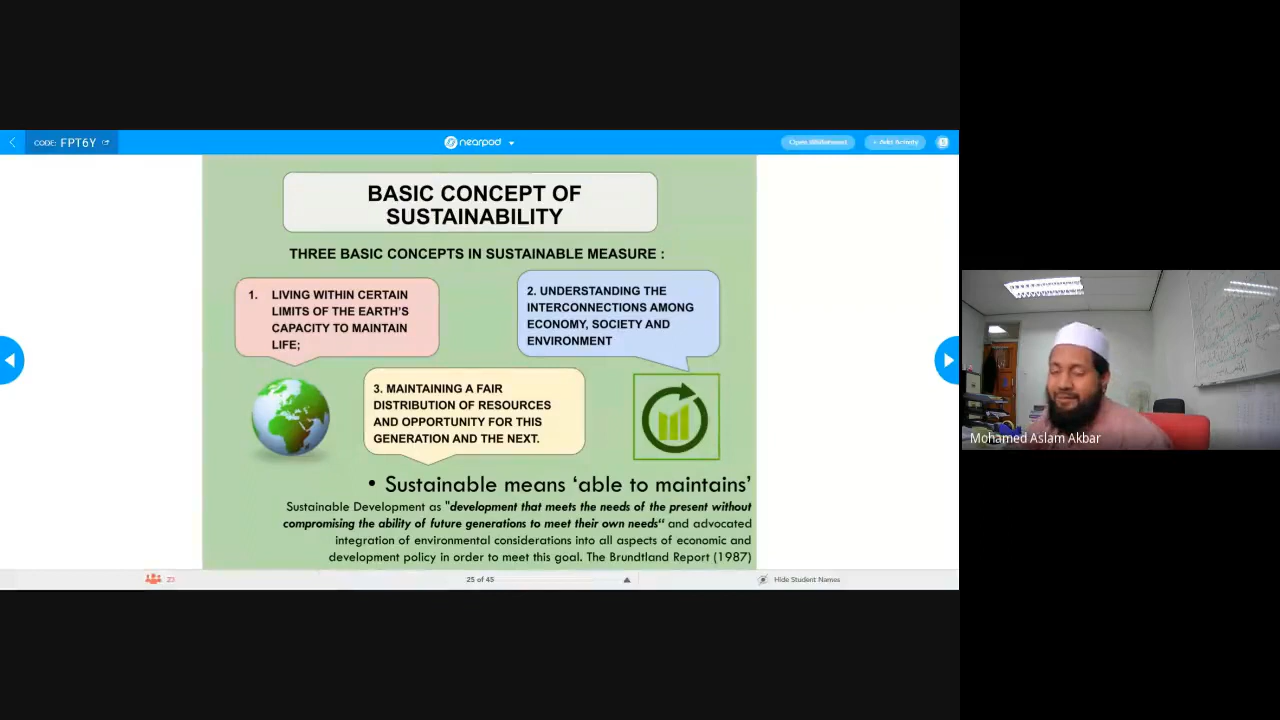 CODE: FPT6Y
nearpod
Open Whiteboard
+ Add Activity
BASIC CONCEPT OF
SUSTAINABILITY
THREE BASIC CONCEPTS IN SUSTAINABLE MEASURE :
1. LIVING WITHIN CERTAIN
LIMITS OF THE EARTH'S
CAPACITY TO MAINTAIN
LIFE;
2. UNDERSTANDING THE
INTERCONNECTIONS AMONG
ECONOMY, SOCIETY AND
ENVIRONMENT
3. MAINTAINING A FAIR
DISTRIBUTION OF RESOURCES
AND OPPORTUNITY FOR THIS
GENERATION AND THE NEXT.
• Sustainable means ‘able to maintains’
Sustainable Development as "development that meets the needs of the present without
compromising the ability of future generations to meet their own needs“ and advocated
integration of environmental considerations into all aspects of economic and
development policy in order to meet this goal. The Brundtland Report (1987)
23
25 of 45
Hide Student Names
Mohamed Aslam Akbar